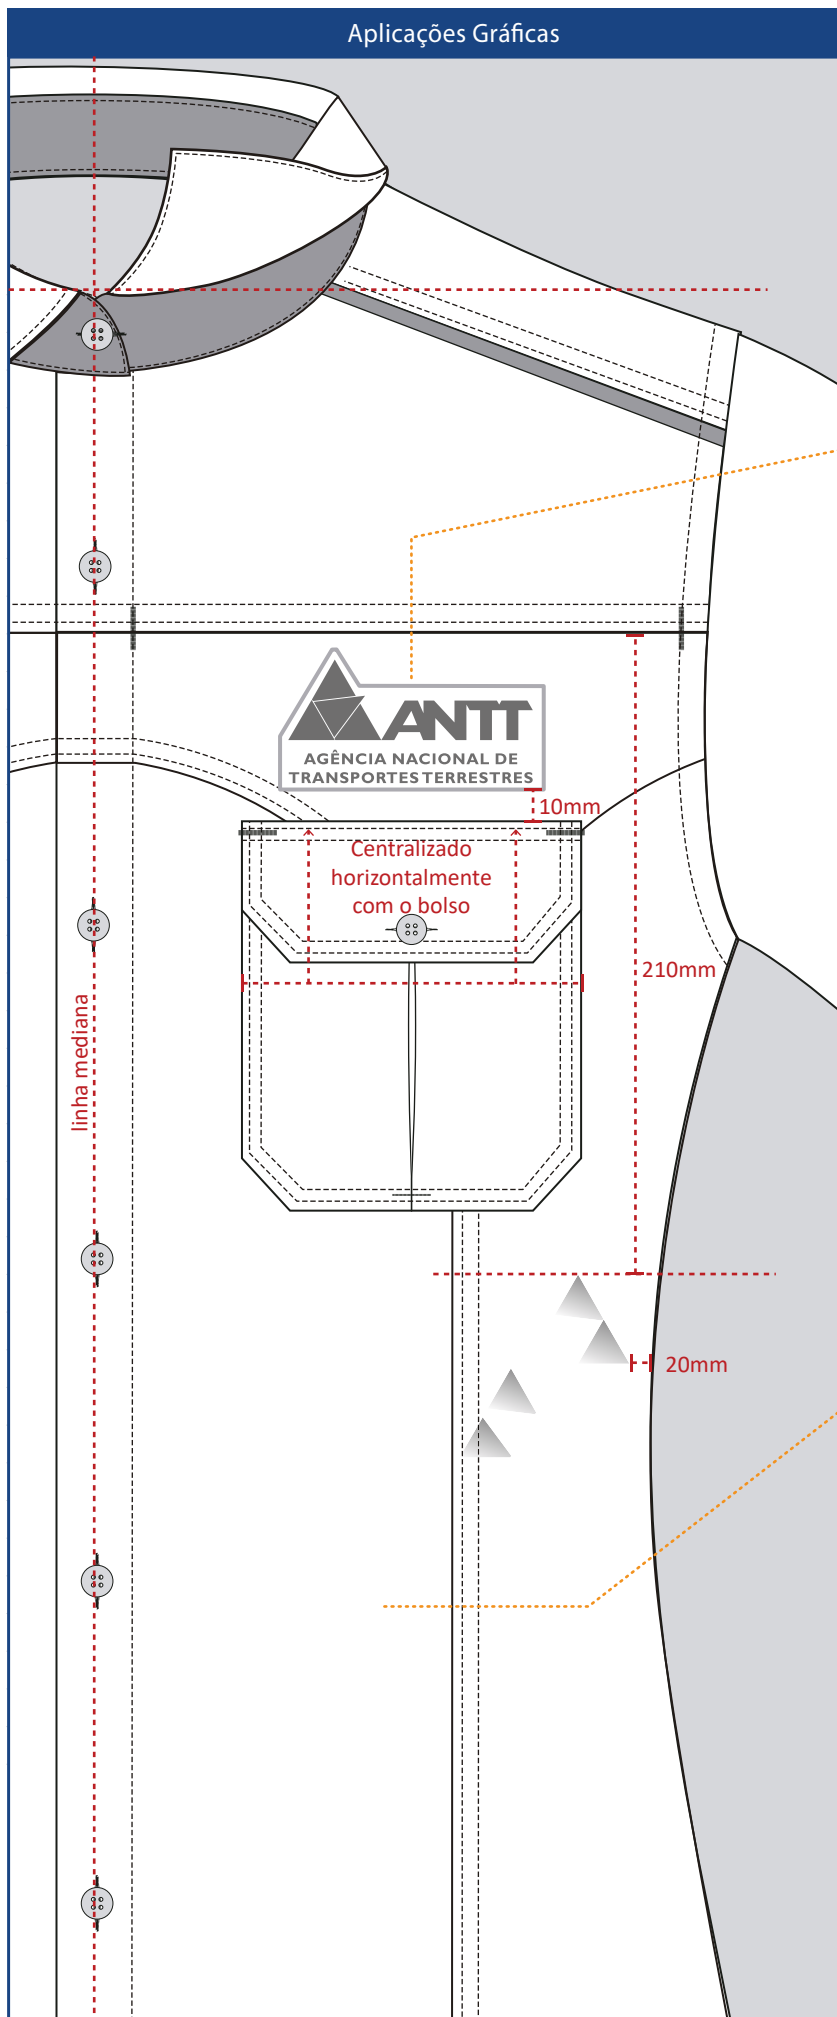 Aplicações Gráficas
ANTT
AGÊNCIA NACIONAL DE
TRANSPORTES TERRESTRES
10mm
Centralizado
horizontalmente
com o bolso
210mm
linha mediana
20mm